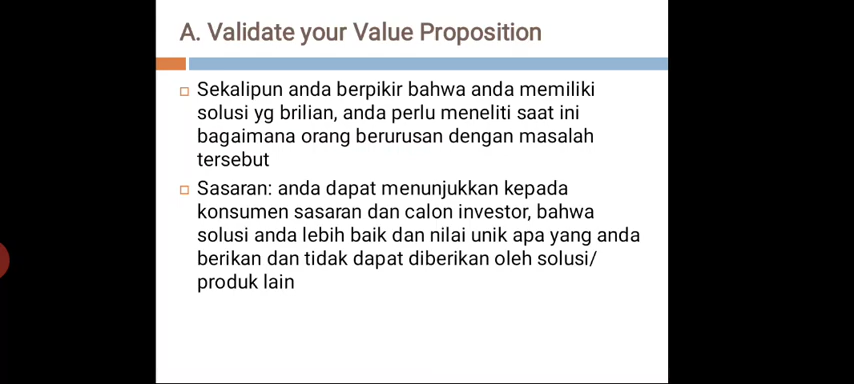 A. Validate your Value Proposition
Sekalipun anda berpikir bahwa anda memiliki
solusi yg brilian, anda perlu meneliti saat ini
bagaimana orang berurusan dengan masalah
tersebut
Sasaran: anda dapat menunjukkan kepada
konsumen sasaran dan calon investor, bahwa
solusi anda lebih baik dan nilai unik apa yang anda
berikan dan tidak dapat diberikan oleh solusi/
produk lain